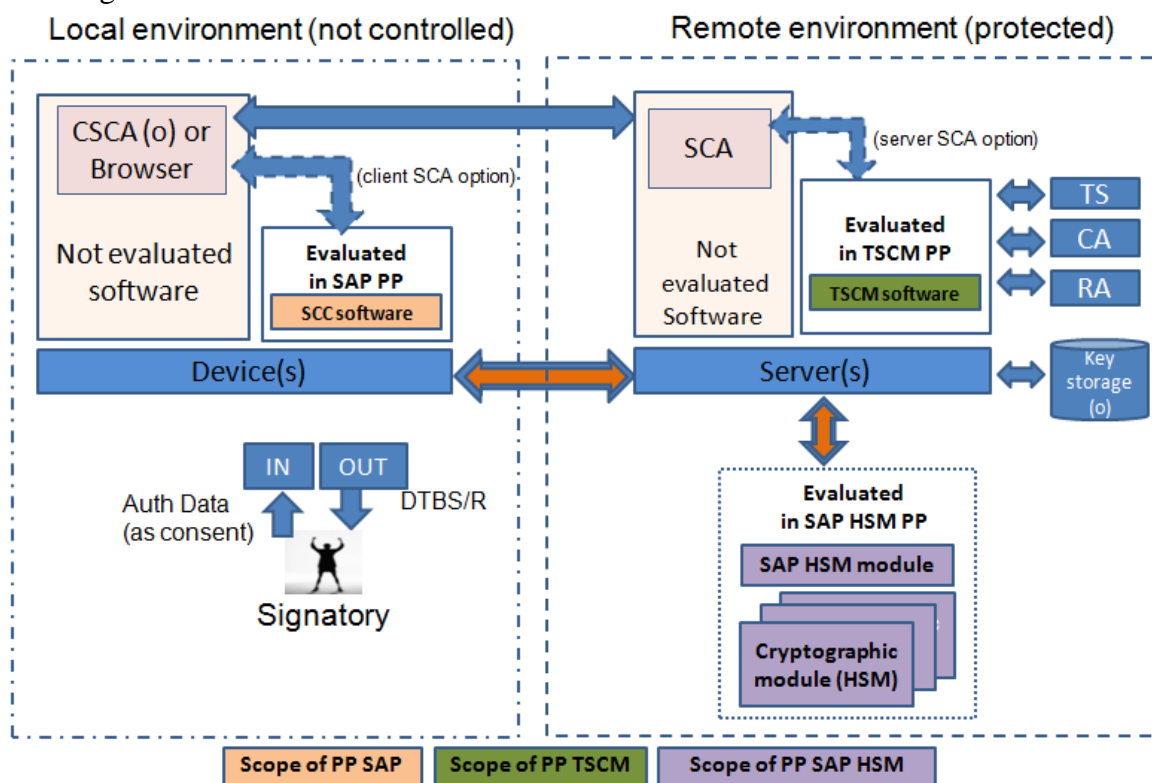 Local environment (not controlled)
Remote environment (protected)
CSCA (o) or
Browser
(client SCA option)
Not evaluated
software
Evaluated
in SAP PP
SCC software
SCA
(server SCA option)
Not
evaluated
Software
Evaluated
in TSCM PP
TSCM software
TS
CA
RA
Device(s)
Server(s)
Key
storage
(o)
IN
OUT
Auth Data
(as consent)
DTBS/R
Signatory
Evaluated
in SAP HSM PP
SAP HSM module
Cryptographic
module (HSM)
Scope of PP SAP
Scope of PP TSCM
Scope of PP SAP HSM